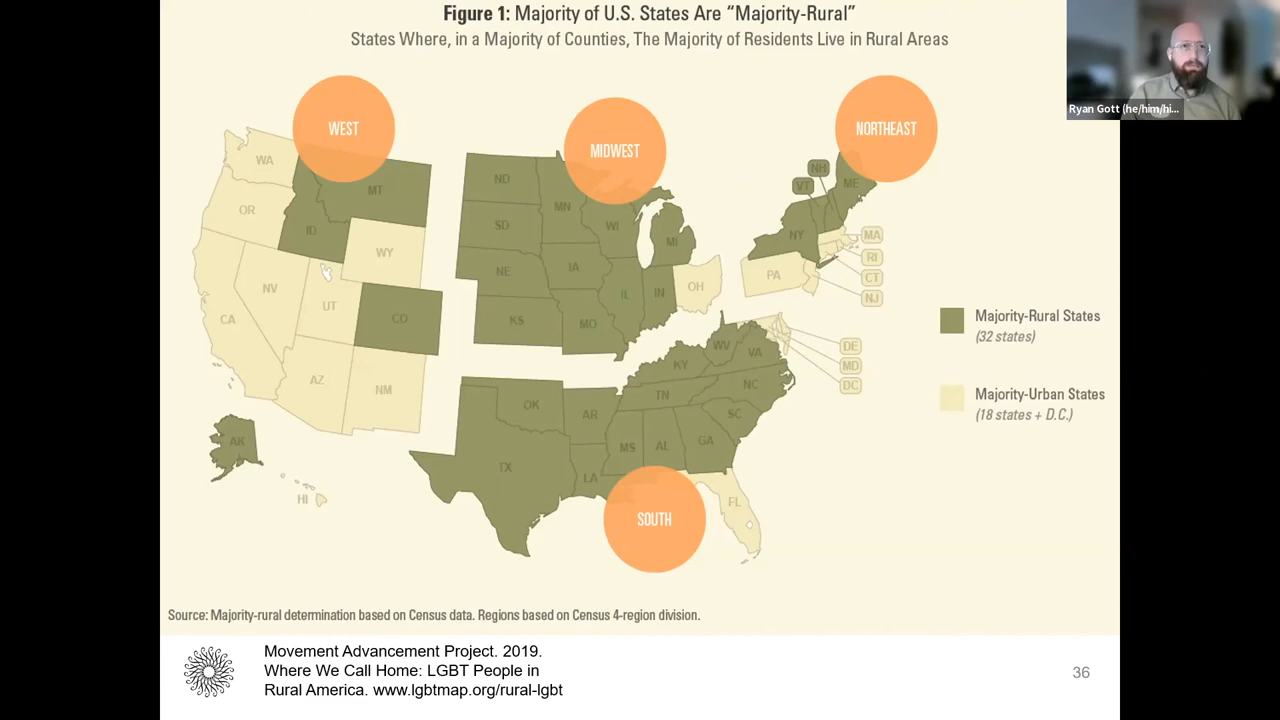 Figure 1: Majority of U.S. States Are “Majority-Rural”
States Where, in a Majority of Counties, The Majority of Residents Live in Rural Areas
Ryan Gott (he/him/hi...
WEST
MIDWEST
NORTHEAST
SOUTH
WA
OR
CA
NV
ID
MT
WY
UT
CO
AZ
NM
AK
HI
ND
SD
NE
KS
MN
IA
MO
WI
IL
IN
MI
OH
NH
VT
ME
NY
PA
MA
RI
CT
NJ
DE
MD
DC
WV
VA
KY
TN
NC
SC
GA
AL
MS
AR
LA
OK
TX
FL
Majority-Rural States
(32 states)
Majority-Urban States
(18 states + D.C.)
Source: Majority-rural determination based on Census data. Regions based on Census 4-region division.
Movement Advancement Project. 2019.
Where We Call Home: LGBT People in
Rural America. www.lgbtmap.org/rural-lgbt
36